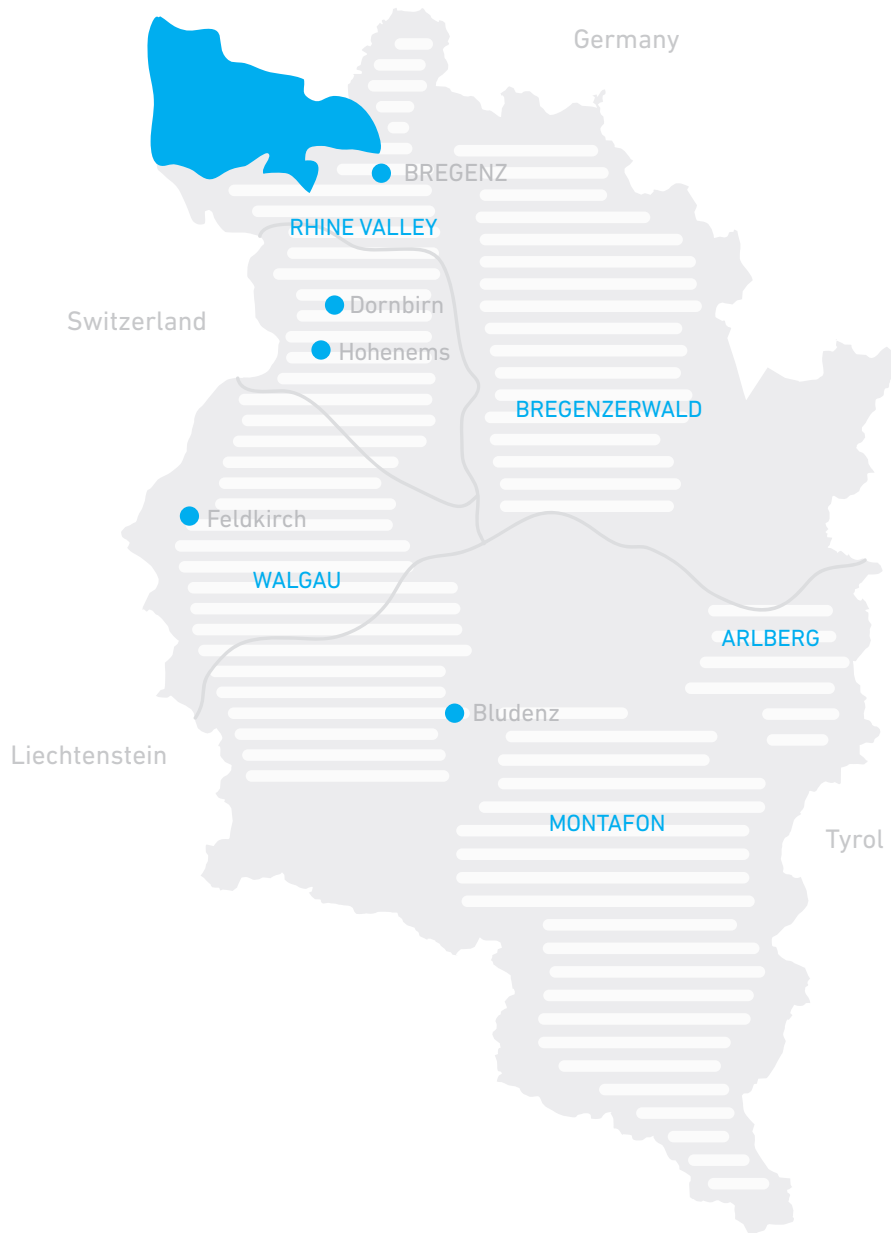 Germany
BREGENZ
RHINE VALLEY
Dornbirn
Switzerland
Hohenems
BREGENZERWALD
Feldkirch
WALGAU
ARLBERG
Bludenz
Liechtenstein
MONTAFON
Tyrol